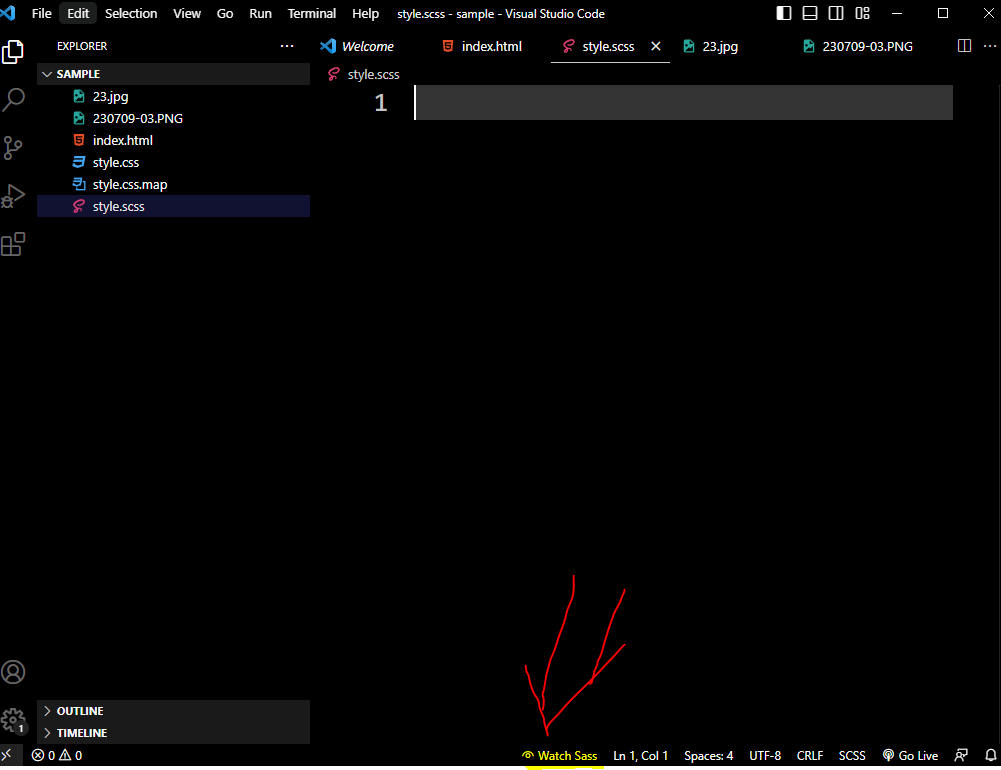 File Edit Selection View Go Run Terminal Help style.scss - sample - Visual Studio Code
EXPLORER
SAMPLE
23.jpg
230709-03.PNG
index.html
style.css
style.css.map
style.scss
OUTLINE
TIMELINE
Welcome index.html style.scss 23.jpg 230709-03.PNG
style.scss
1
1
0 0 Watch Sass Ln 1, Col 1 Spaces: 4 UTF-8 CRLF SCSS Go Live